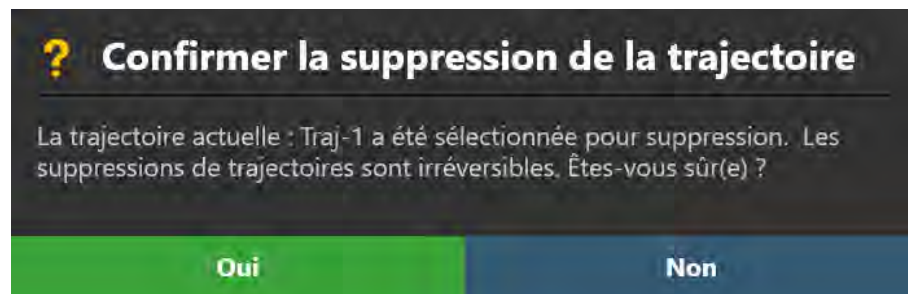 ? Confirmer la suppression de la trajectoire
La trajectoire actuelle : Traj-1 a été sélectionnée pour suppression.  Les
suppressions de trajectoires sont irréversibles. Êtes-vous sûr(e) ?
Oui
Non